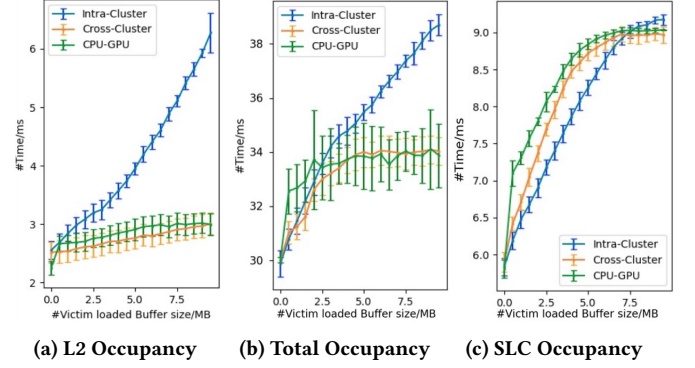 Intra-Cluster
Cross-Cluster
CPU-GPU
6
5
4
3
2
#Time/ms
0.0 2.5 5.0 7.5
#Victim loaded Buffer size/MB
(a) L2 Occupancy
Intra-Cluster
Cross-Cluster
CPU-GPU
38
36
34
32
30
#Time/ms
0.0 2.5 5.0 7.5
#Victim loaded Buffer size/MB
(b) Total Occupancy
9.0
8.5
8.0
7.5
7.0
6.5
6.0
#Time/ms
Intra-Cluster
Cross-Cluster
CPU-GPU
0.0 2.5 5.0 7.5
#Victim loaded Buffer size/MB
(c) SLC Occupancy